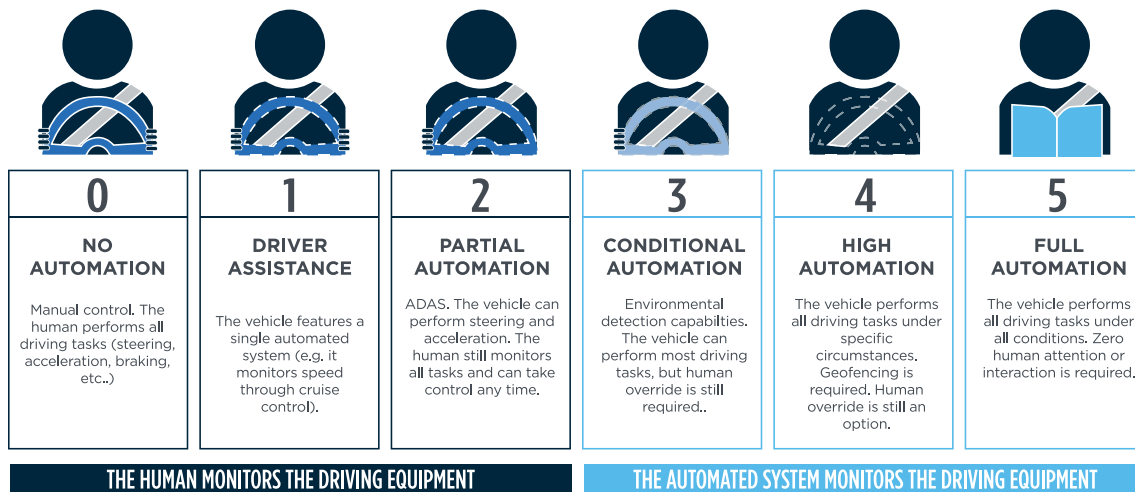 0
NO
AUTOMATION
Manual control. The
human performs all
driving tasks (steering,
acceleration, braking,
etc..)
1
DRIVER
ASSISTANCE
The vehicle features a
single automated
system (e.g. it
monitors speed
through cruise
control).
2
PARTIAL
AUTOMATION
ADAS. The vehicle can
perform steering and
acceleration. The
human still monitors
all tasks and can take
control any time.
3
CONDITIONAL
AUTOMATION
Environmental
detection capabilties.
The vehicle can
perform most driving
tasks, but human
override is still
required..
4
HIGH
AUTOMATION
The vehicle performs
all driving tasks under
specific
circumstances.
Geofencing is
required. Human
override is still an
option.
5
FULL
AUTOMATION
The vehicle performs
all driving tasks under
all conditions. Zero
human attention or
interaction is required.
THE HUMAN MONITORS THE DRIVING EQUIPMENT
THE AUTOMATED SYSTEM MONITORS THE DRIVING EQUIPMENT